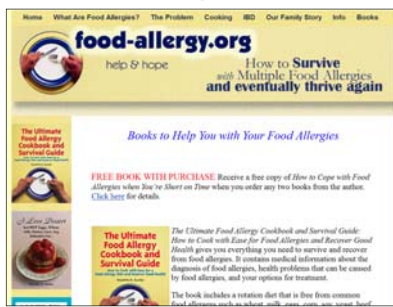 Home What Are Food Allergies? The Problem Cooking IBD Our Family Story Info Books
food-allergy.org
help & hope
How to Survive
with Multiple Food Allergies
and eventually thrive again
The Ultimate
Food Allergy
Cookbook and
Survival Guide
Books to Help You with Your Food Allergies
FREE BOOK WITH PURCHASE Receive a free copy of How to Cope with Food
Allergies when You're Short on Time when you order any two books from the author.
Click here for details.
I Love Dessert
The Ultimate
Food Allergy
Cookbook and
Survival Guide
The Ultimate Food Allergy Cookbook and Survival Guide:
How to Cook with Ease for Food Allergies and Recover Good
Health gives you everything you need to survive and recover
from food allergies. It contains medical information about the
diagnosis of food allergies, health problems that can be caused
by food allergies, and your options for treatment.
The book includes a rotation diet that is free from common